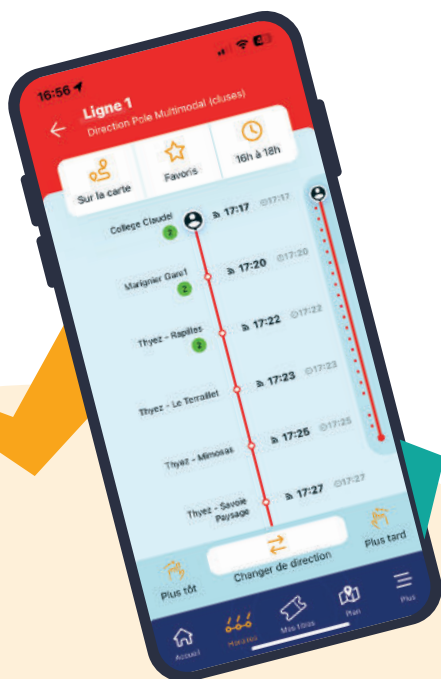 16:56
Ligne 1
Direction Pole Multimodal (cluses)
Sur la carte
Favoris
16h à 18h
College Claudel
2
17:17
17:17
Marignier Gare1
2
17:20
17:20
Thyez - Rapilles
2
17:22
17:22
Thyez - Le Terraillet
17:23
17:23
Thyez - Mimosas
17:25
17:25
Thyez - Savoie
Paysage
17:27
17:27
Plus tôt
Changer de direction
Plus tard
Accueil
Horaires
Mes titres
Plan
Plus